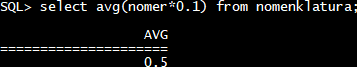 SQL> select avg(nomer*0.1) from nomenklatura;
AVG
=====================
0.5